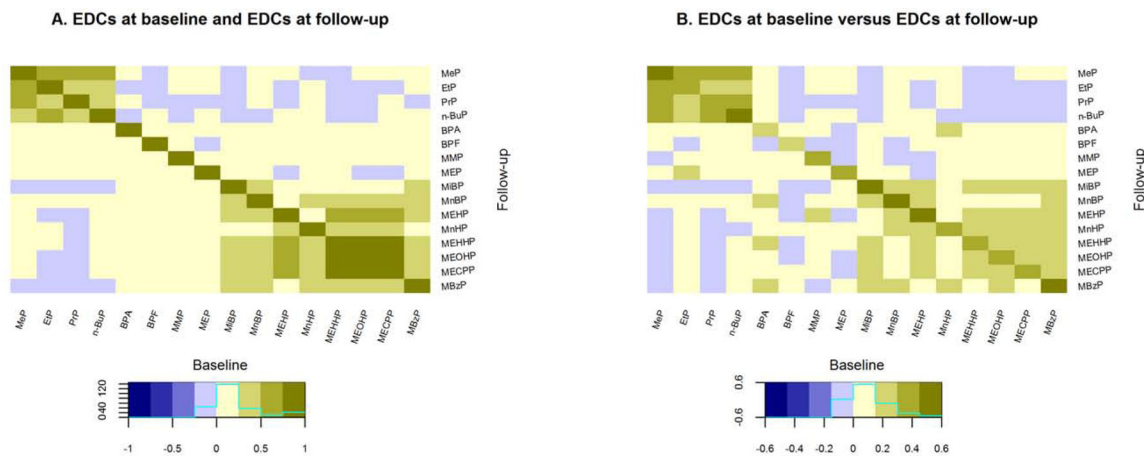 A. EDCs at baseline and EDCs at follow-up
MeP
EtP
PrP
n-BuP
BPA
BPF
MMP
MEP
MiBP
MnBP
MEHP
MnHP
MEHHP
MEOHP
MECPP
MBzP
Follow-up
MeP EtP PrP n-BuP BPA BPF MMP MEP MiBP MnBP MEHP MnHP MEHHP MEOHP MECPP MBzP
Baseline
0 40 120
-1 -0.5 0 0.5 1
B. EDCs at baseline versus EDCs at follow-up
MeP
EtP
PrP
n-BuP
BPA
BPF
MMP
MEP
MiBP
MnBP
MEHP
MnHP
MEHHP
MEOHP
MECPP
MBzP
Follow-up
MeP EtP PrP n-BuP BPA BPF MMP MEP MiBP MnBP MEHP MnHP MEHHP MEOHP MECPP MBzP
Baseline
-0.6 0.6
-0.6 -0.4 -0.2 0 0.2 0.4 0.6